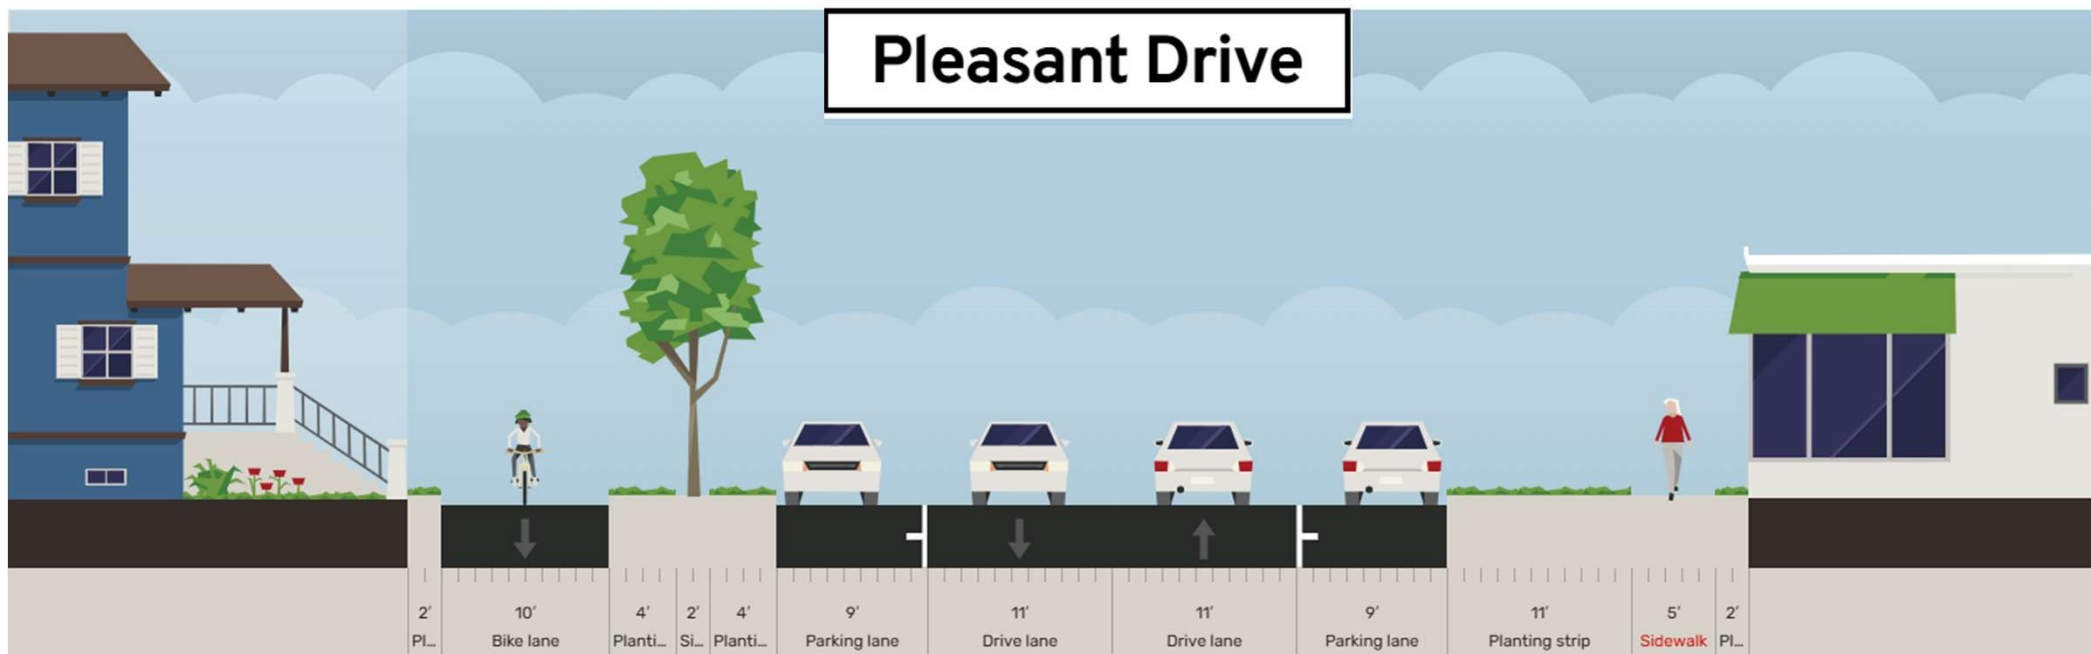 Pleasant Drive
2′ 10′ 4′ 2′ 4′ 9′ 11′ 11′ 9′ 11′ 5′ 2′
Pl... Bike lane Planti... Si... Planti... Parking lane Drive lane Drive lane Parking lane Planting strip Sidewalk Pl...